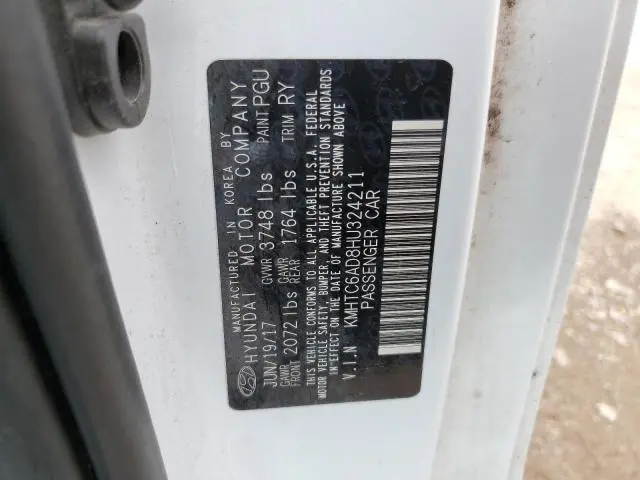 MANUFACTURED IN KOREA BY
HYUNDAI MOTOR COMPANY
JUN/19/17 GVWR 3748 lbs PAINT PGU
GAWR FRONT 2072 lbs GAWR REAR 1764 lbs TRIM RY
THIS VEHICLE CONFORMS TO ALL APPLICABLE U.S.A. FEDERAL
MOTOR VEHICLE SAFETY, BUMPER, AND THEFT PREVENTION STANDARDS
IN EFFECT ON THE DATE OF MANUFACTURE SHOWN ABOVE
V.I.N KMHTC6AD8HU324211
PASSENGER CAR